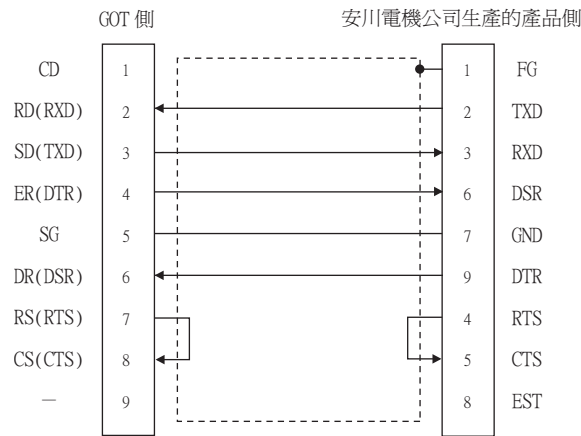 GOT 側 安川電機公司生產的產品側
CD 1 1 FG
RD(RXD) 2 2 TXD
SD(TXD) 3 3 RXD
ER(DTR) 4 6 DSR
SG 5 7 GND
DR(DSR) 6 9 DTR
RS(RTS) 7 4 RTS
CS(CTS) 8 5 CTS
— 9 8 EST